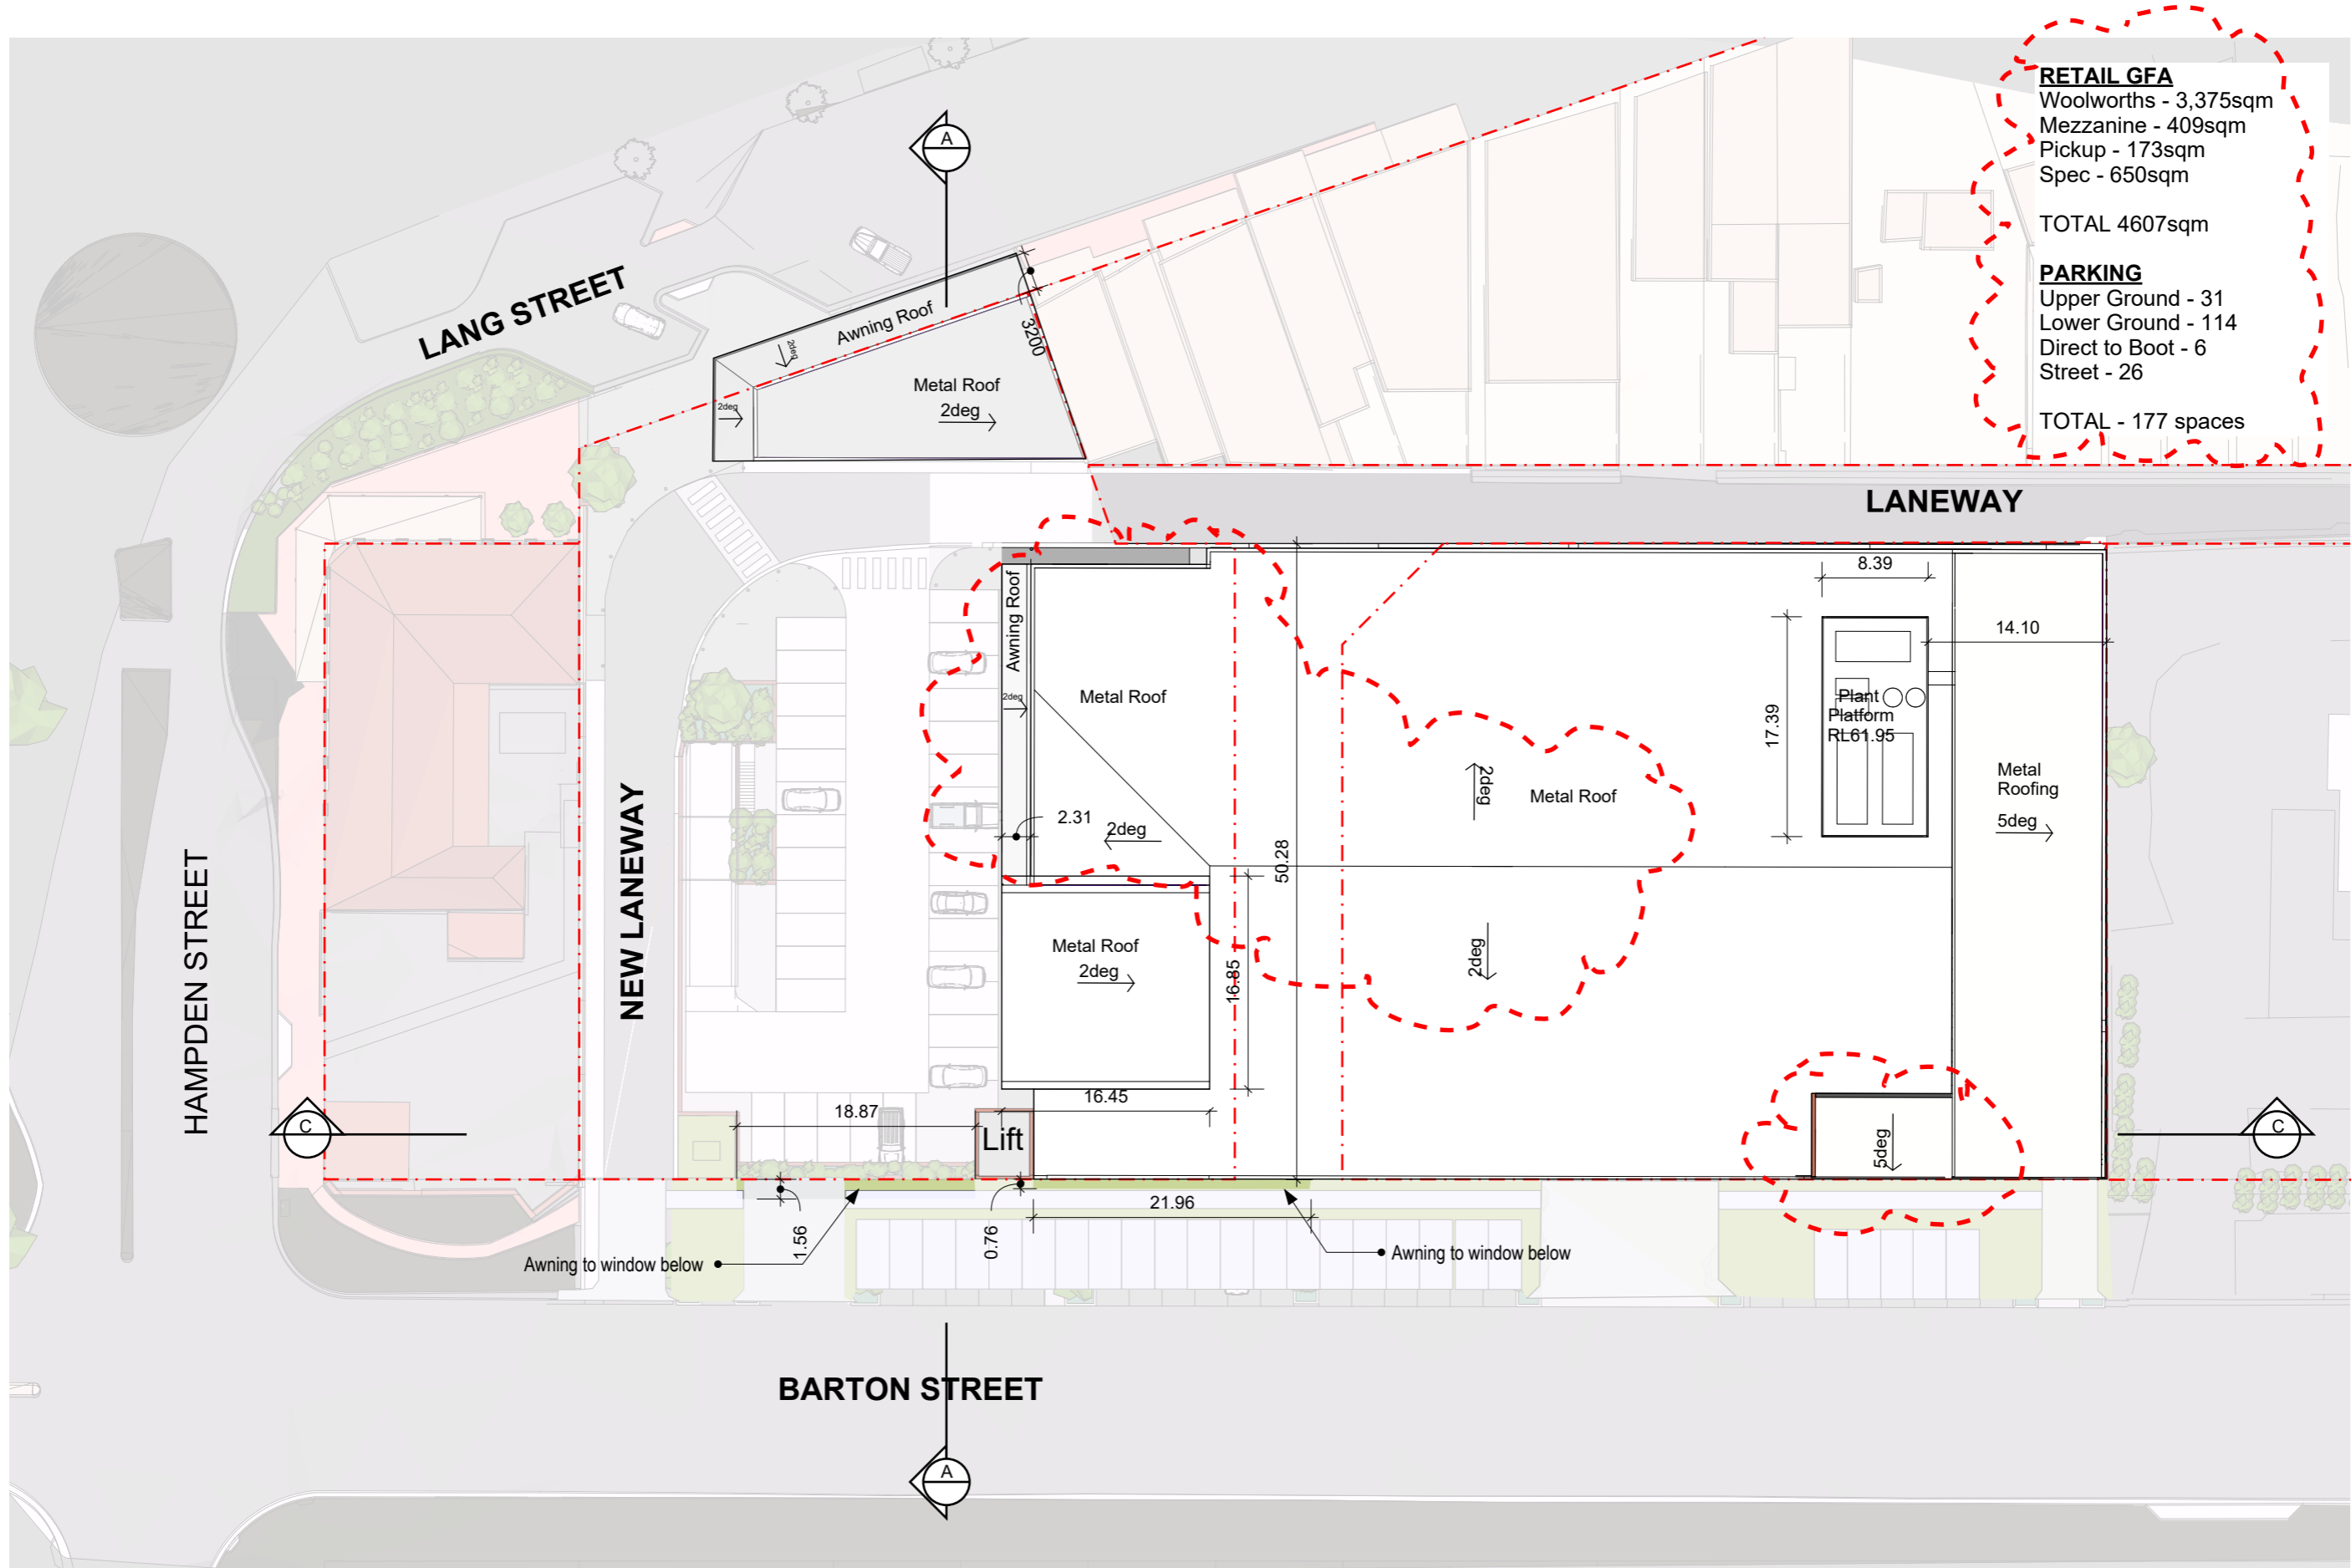 RETAIL GFA
Woolworths - 3,375sqm
Mezzanine - 409sqm
Pickup - 173sqm
Spec - 650sqm
TOTAL 4607sqm
PARKING
Upper Ground - 31
Lower Ground - 114
Direct to Boot - 6
Street - 26
TOTAL - 177 spaces
A
LANG STREET
Awning Roof
2deg
3200
Metal Roof
2deg
2deg
LANEWAY
8.39
14.10
17.39
Plant
Platform
RL61.95
Awning Roof
2deg
Metal Roof
2.31
2deg
50.28
2deg
Metal Roof
Metal
Roofing
5deg
HAMPDEN STREET
NEW LANEWAY
Metal Roof
2deg
16.85
2deg
16.45
18.87
Lift
5deg
C
C
1.56
0.76
21.96
Awning to window below
Awning to window below
BARTON STREET
A